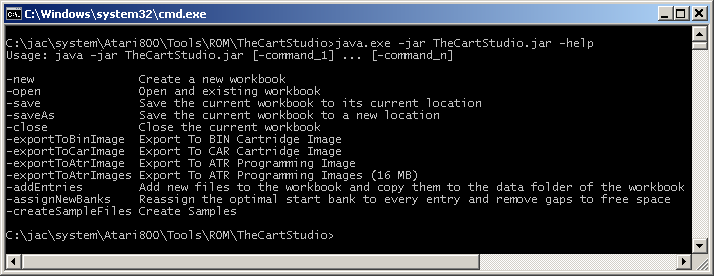 C:\Windows\system32\cmd.exe
C:\jac\system\Atari800\Tools\ROM\TheCartStudio>java.exe -jar TheCartStudio.jar -help
Usage: java -jar TheCartStudio.jar [-command_1] ... [-command_n]
-new Create a new workbook
-open Open and existing workbook
-save Save the current workbook to its current location
-saveAs Save the current workbook to a new location
-close Close the current workbook
-exportToBinImage Export To BIN Cartridge Image
-exportToCarImage Export To CAR Cartridge Image
-exportToAtrImage Export To ATR Programming Image
-exportToAtrImages Export To ATR Programming Images (16 MB)
-addEntries Add new files to the workbook and copy them to the data folder of the workbook
-assignNewBanks Reassign the optimal start bank to every entry and remove gaps to free space
-createSampleFiles Create Samples
C:\jac\system\Atari800\Tools\ROM\TheCartStudio>